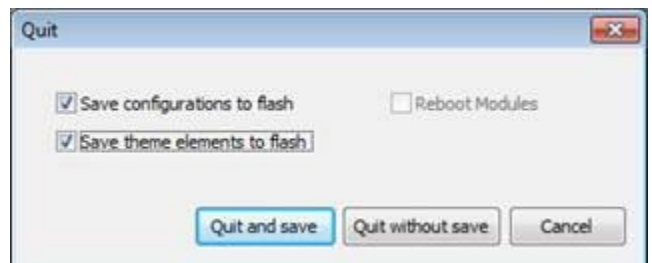 Quit
Save configurations to flash Reboot Modules
Save theme elements to flash
Quit and save Quit without save Cancel